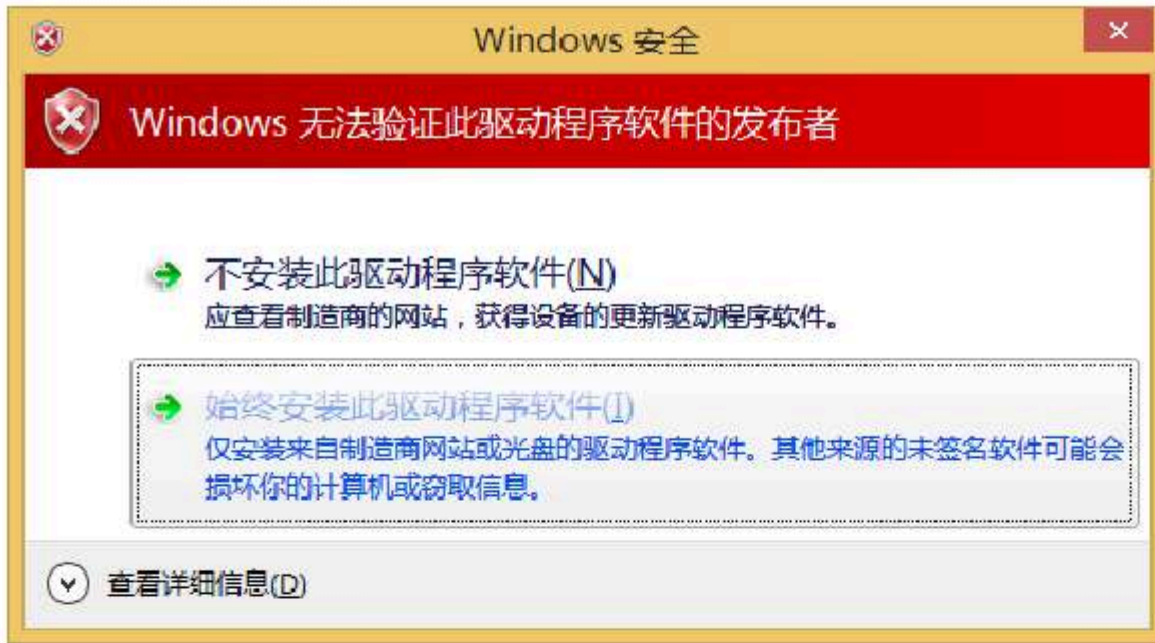 Windows 安全
Windows 无法验证此驱动程序软件的发布者
不安装此驱动程序软件(N)
应查看制造商的网站，获得设备的更新驱动程序软件。
始终安装此驱动程序软件(I)
仅安装来自制造商网站或光盘的驱动程序软件。其他来源的未签名软件可能会
损坏你的计算机或窃取信息。
查看详细信息(D)